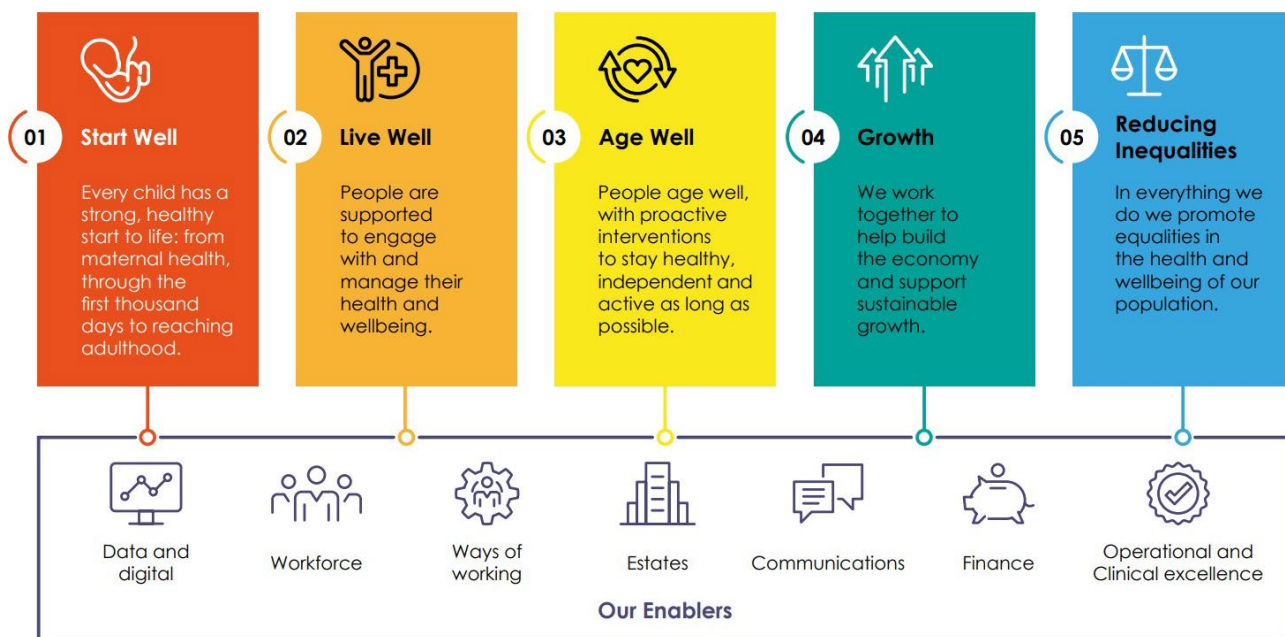 01
Start Well
Every child has a
strong, healthy
start to life: from
maternal health,
through the
first thousand
days to reaching
adulthood.
02
Live Well
People are
supported
to engage
with and
manage their
health and
wellbeing.
03
Age Well
People age well,
with proactive
interventions
to stay healthy,
independent and
active as long as
possible.
04
Growth
We work
together to
help build
the economy
and support
sustainable
growth.
05
Reducing
Inequalities
In everything we
do we promote
equalities in
the health and
wellbeing of our
population.
Data and
digital
Workforce
Ways of
working
Estates
Communications
Finance
Operational and
Clinical excellence
Our Enablers